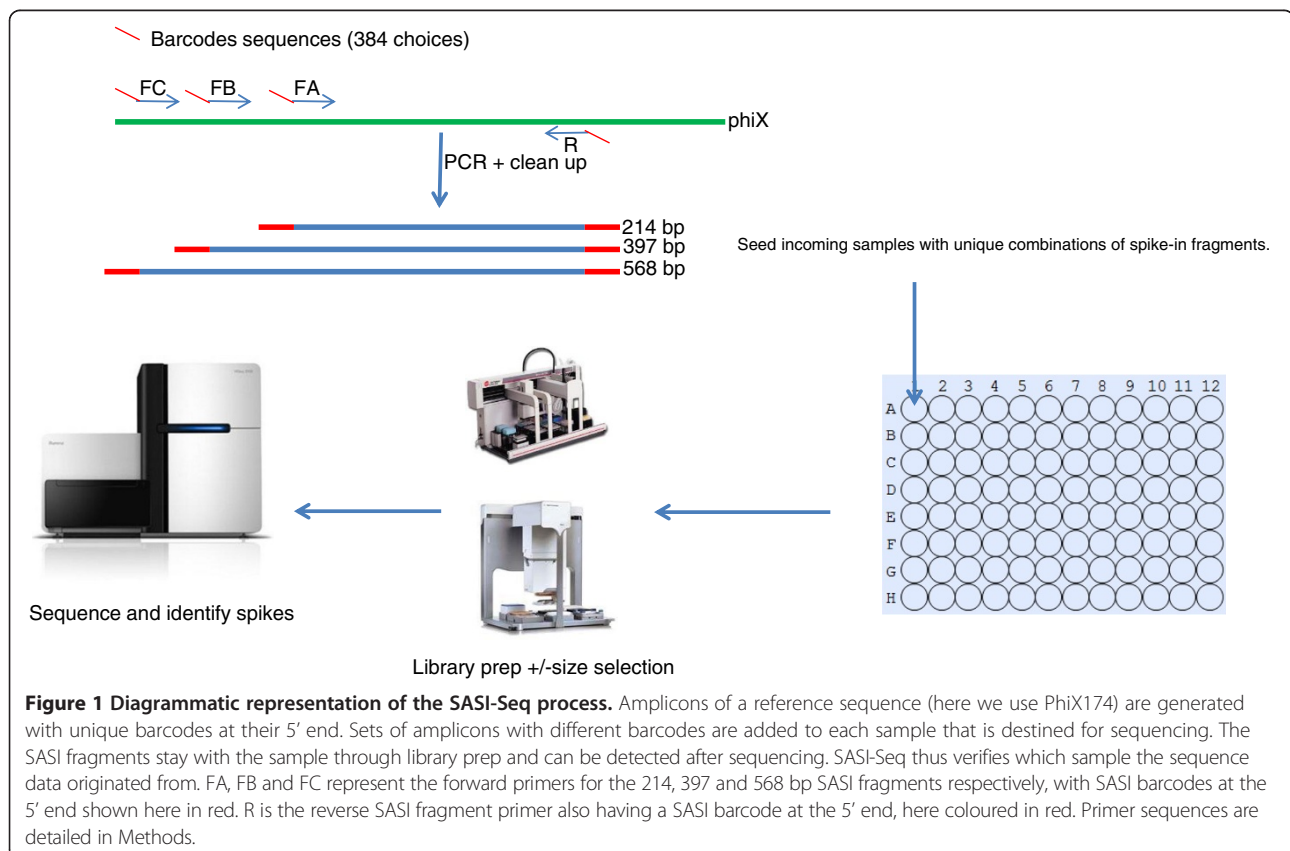 Barcodes sequences (384 choices)
FC FB FA
phiX
R
PCR + clean up
214 bp
397 bp
568 bp
Seed incoming samples with unique combinations of spike-in fragments.
1 2 3 4 5 6 7 8 9 10 11 12
A
B
C
D
E
F
G
H
Sequence and identify spikes
Library prep +/-size selection
Figure 1 Diagrammatic representation of the SASI-Seq process. Amplicons of a reference sequence (here we use PhiX174) are generated
with unique barcodes at their 5′ end. Sets of amplicons with different barcodes are added to each sample that is destined for sequencing. The
SASI fragments stay with the sample through library prep and can be detected after sequencing. SASI-Seq thus verifies which sample the sequence
data originated from. FA, FB and FC represent the forward primers for the 214, 397 and 568 bp SASI fragments respectively, with SASI barcodes at the
5′ end shown here in red. R is the reverse SASI fragment primer also having a SASI barcode at the 5′ end, here coloured in red. Primer sequences are
detailed in Methods.